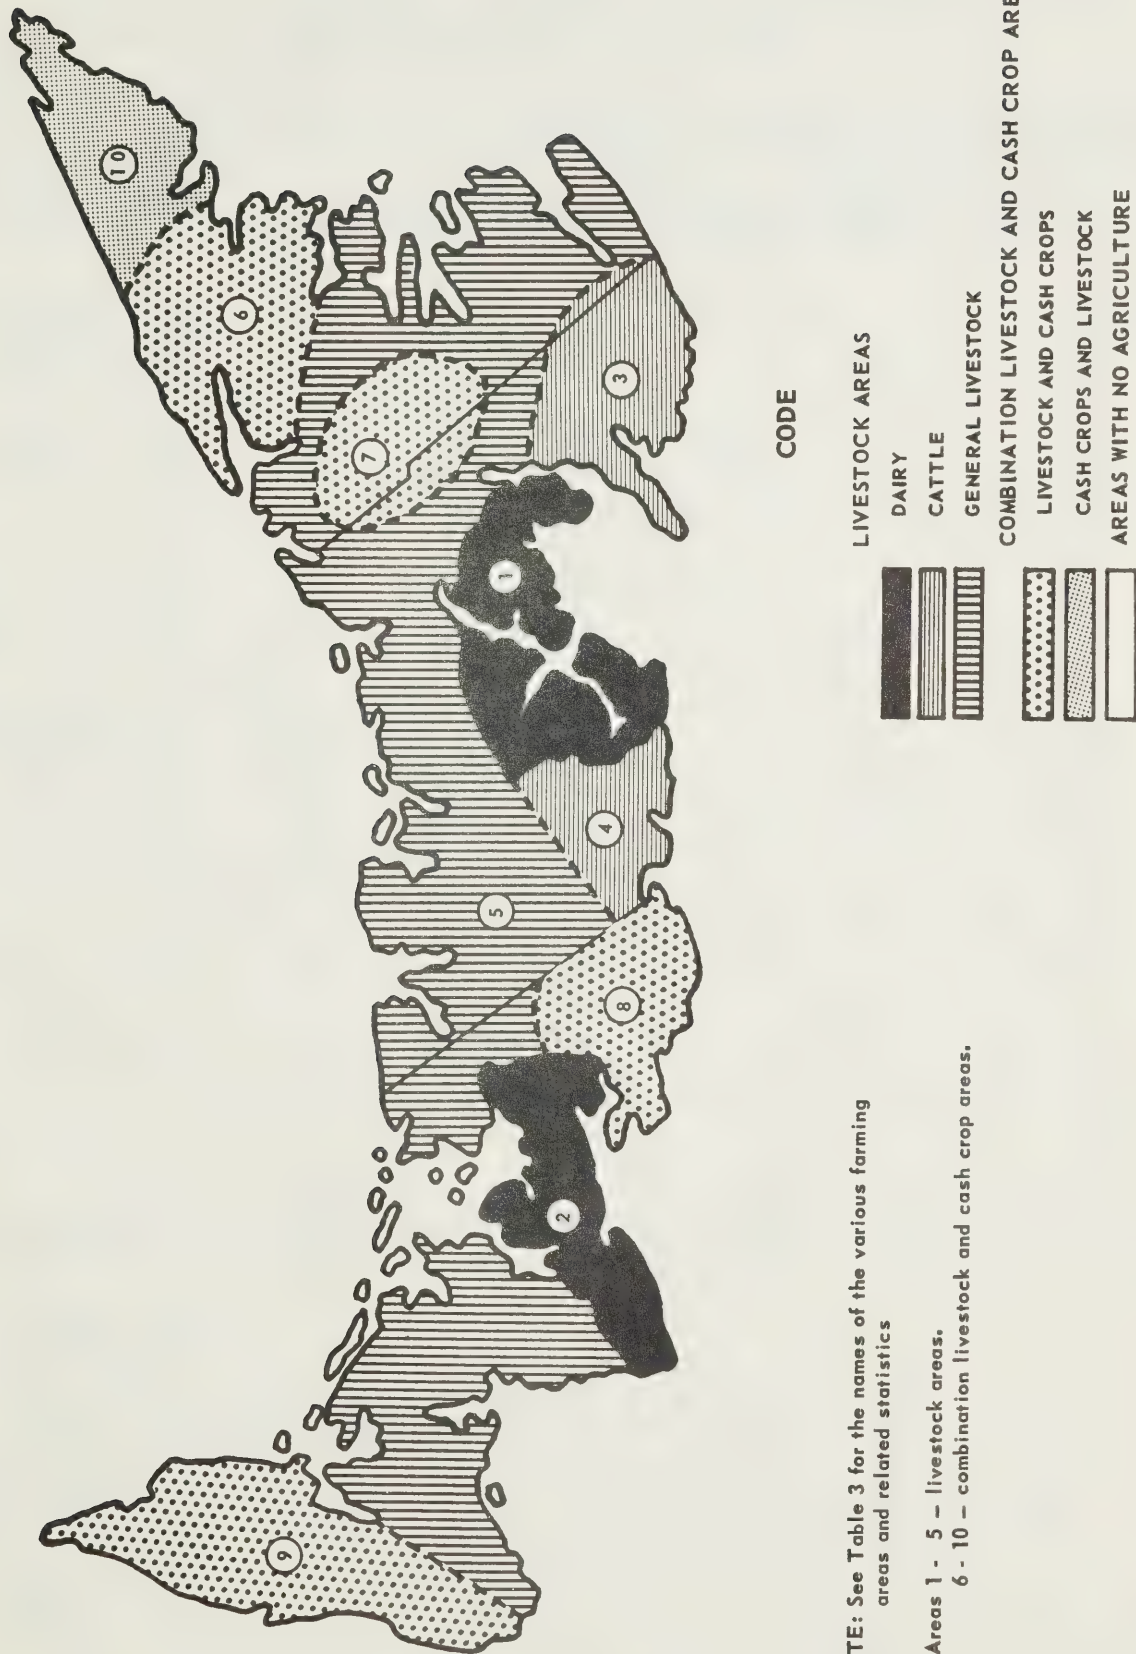 10
6
7
3
1
5
4
8
2
9
CODE
LIVESTOCK AREAS
DAIRY
CATTLE
GENERAL LIVESTOCK
COMBINATION LIVESTOCK AND CASH CROP ARE
LIVESTOCK AND CASH CROPS
CASH CROPS AND LIVESTOCK
AREAS WITH NO AGRICULTURE
TE: See Table 3 for the names of the various farming
areas and related statistics
Areas 1 - 5 – livestock areas.
6 - 10 – combination livestock and cash crop areas.